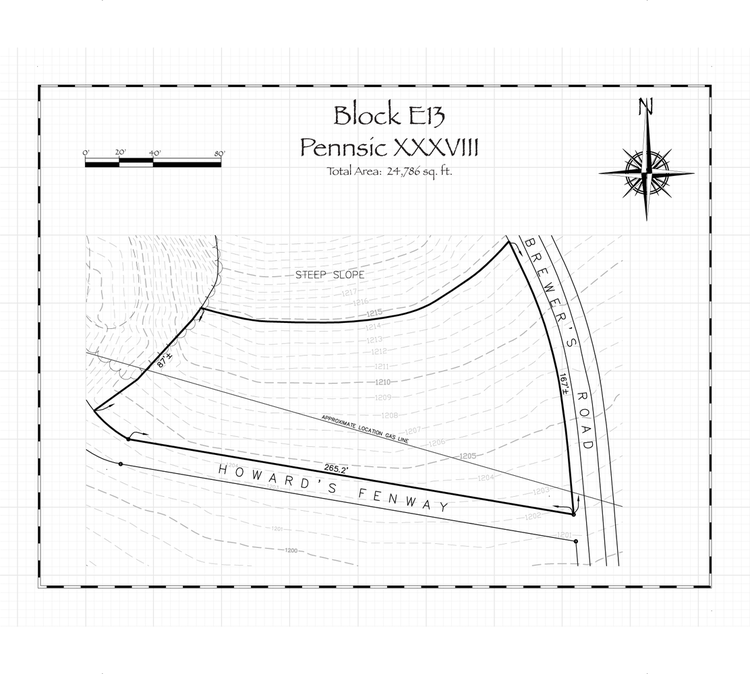 Block E13
Pennsic XXXVIII
Total Area: 24,786 sq. ft.
N
0' 20' 40' 80'
STEEP SLOPE
BREWER'S ROAD
1217
1216
1215
1214
1213
1212
1211
1210
1209
1208
1207
1206
1205
1204
1203
1202
1201
1200
87'±
167'±
APPROXIMATE LOCATION GAS LINE
265.2'
HOWARD'S FENWAY